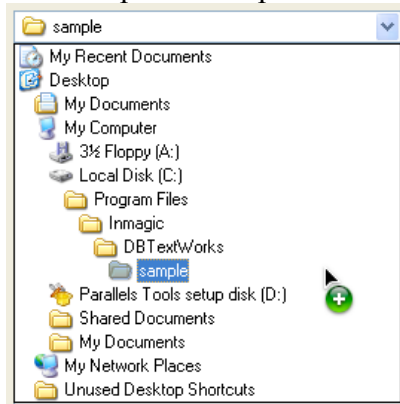 sample
My Recent Documents
Desktop
My Documents
My Computer
3½ Floppy (A:)
Local Disk (C:)
Program Files
Inmagic
DBTextWorks
sample
Parallels Tools setup disk (D:)
Shared Documents
My Documents
My Network Places
Unused Desktop Shortcuts